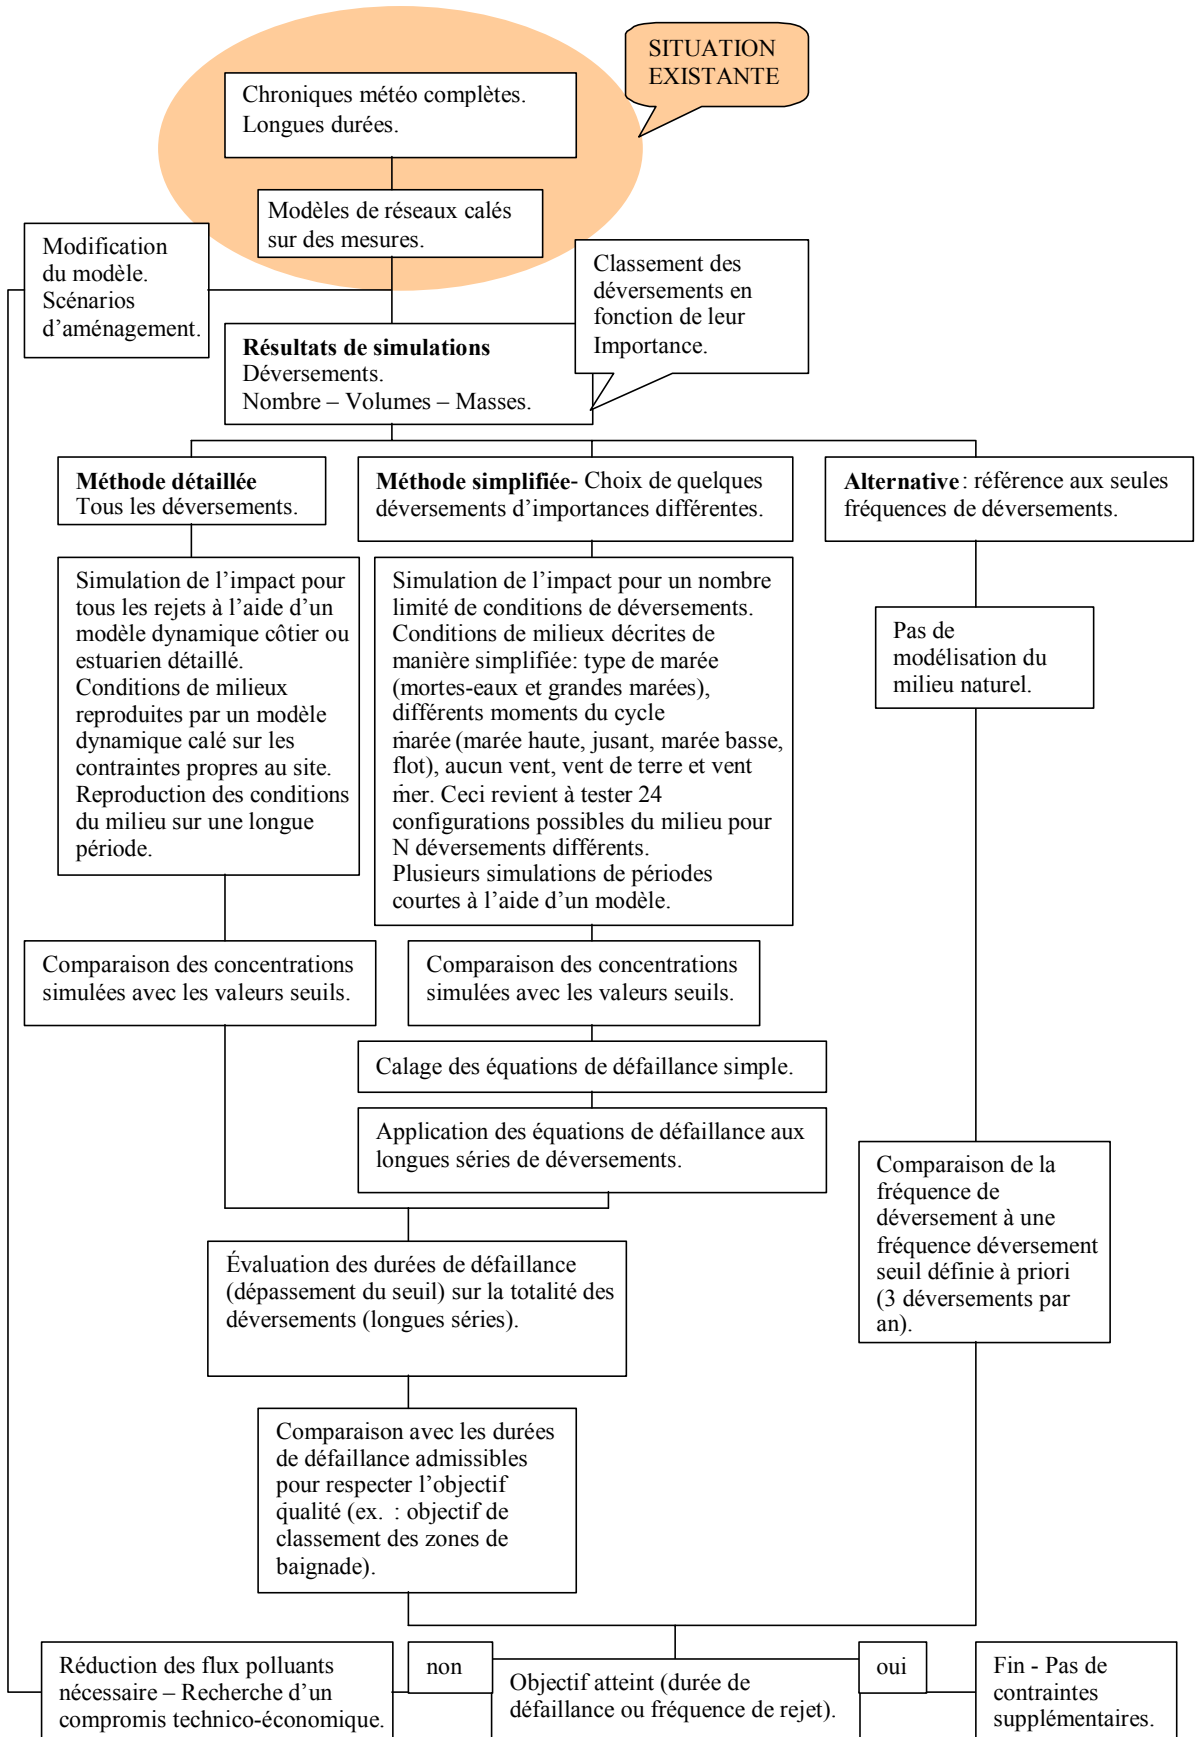 SITUATION
EXISTANTE
Chroniques météo complètes.
Longues durées.
Modèles de réseaux calés
sur des mesures.
Modification
du modèle.
Scénarios
d’aménagement.
Classement des
déversements en
fonction de leur
Importance.
Résultats de simulations
Déversements.
Nombre – Volumes – Masses.
Méthode détaillée
Tous les déversements.
Méthode simplifiée- Choix de quelques
déversements d’importances différentes.
Alternative : référence aux seules
fréquences de déversements.
Simulation de l’impact pour
tous les rejets à l’aide d’un
modèle dynamique côtier ou
estuarien détaillé.
Conditions de milieux
reproduites par un modèle
dynamique calé sur les
contraintes propres au site.
Reproduction des conditions
du milieu sur une longue
période.
Simulation de l’impact pour un nombre
limité de conditions de déversements.
Conditions de milieux décrites de
manière simplifiée: type de marée
(mortes-eaux et grandes marées),
différents moments du cycle
marée (marée haute, jusant, marée basse,
flot), aucun vent, vent de terre et vent
mer. Ceci revient à tester 24
configurations possibles du milieu pour
N déversements différents.
Plusieurs simulations de périodes
courtes à l’aide d’un modèle.
Pas de
modélisation du
milieu naturel.
Comparaison des concentrations
simulées avec les valeurs seuils.
Comparaison des concentrations
simulées avec les valeurs seuils.
Calage des équations de défaillance simple.
Application des équations de défaillance aux
longues séries de déversements.
Comparaison de la
fréquence de
déversement à une
fréquence déversement
seuil définie à priori
(3 déversements par
an).
Évaluation des durées de défaillance
(dépassement du seuil) sur la totalité des
déversements (longues séries).
Comparaison avec les durées
de défaillance admissibles
pour respecter l’objectif
qualité (ex. : objectif de
classement des zones de
baignade).
Réduction des flux polluants
nécessaire – Recherche d’un
compromis technico-économique.
non
Objectif atteint (durée de
défaillance ou fréquence de rejet).
oui
Fin - Pas de
contraintes
supplémentaires.